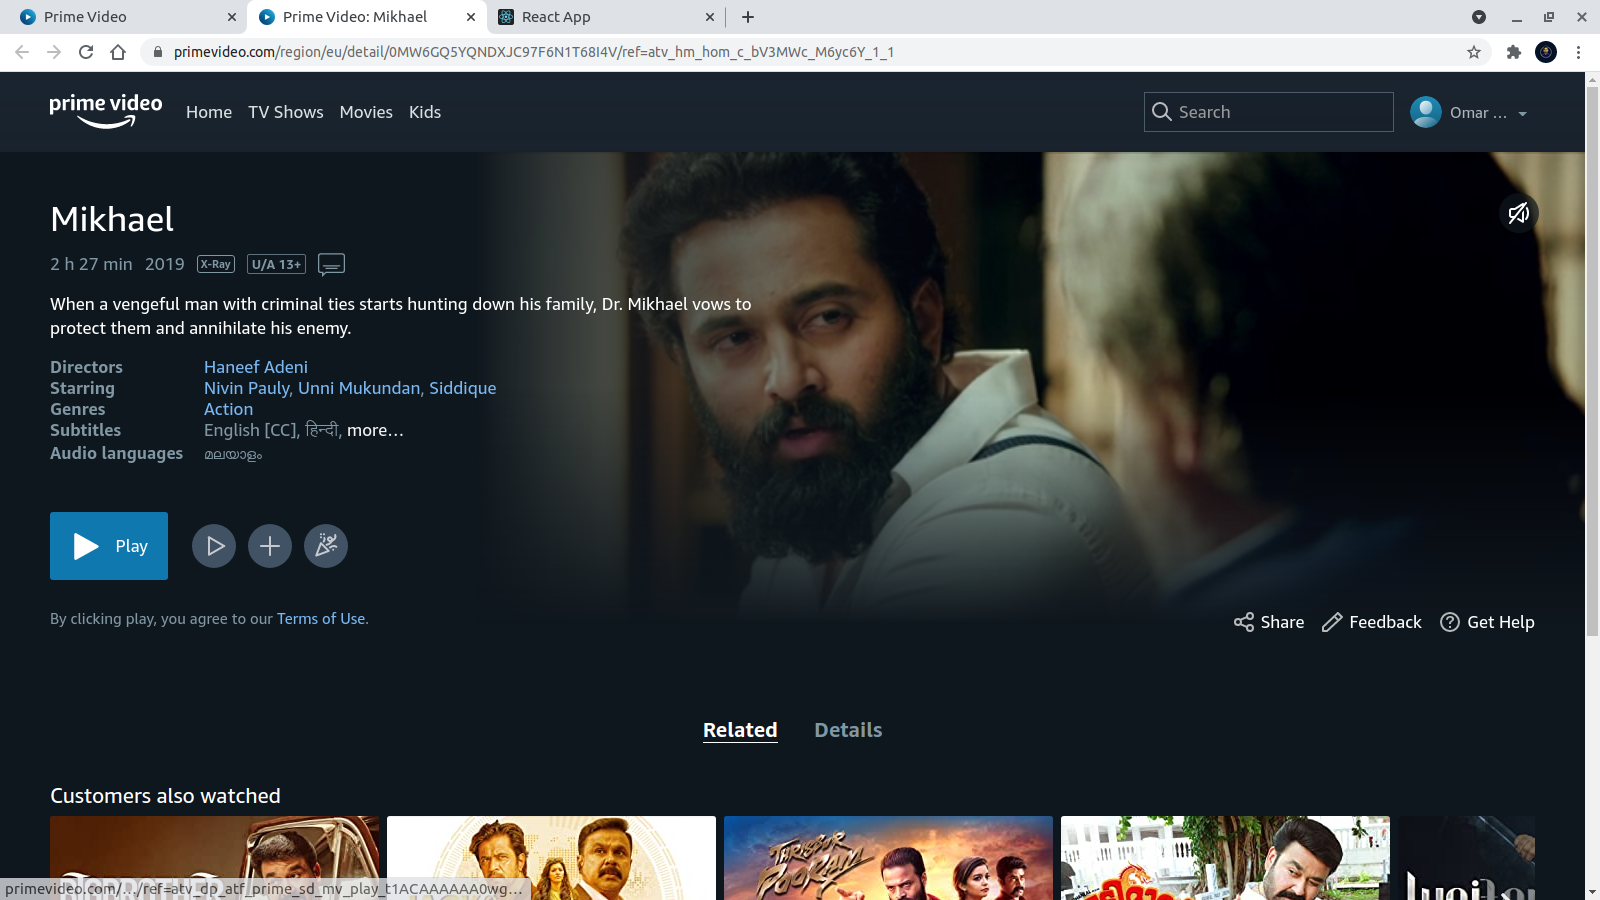 Prime Video
Prime Video: Mikhael
React App
primevideo.com/region/eu/detail/0MW6GQ5YQNDXJC97F6N1T68I4V/ref=atv_hm_hom_c_bV3MWc_M6yc6Y_1_1
prime video
Home TV Shows Movies Kids
Search
Omar ...
Mikhael
2 h 27 min 2019 X-Ray U/A 13+
When a vengeful man with criminal ties starts hunting down his family, Dr. Mikhael vows to
protect them and annihilate his enemy.
Directors Haneef Adeni
Starring Nivin Pauly, Unni Mukundan, Siddique
Genres Action
Subtitles English [CC], हिन्दी, more...
Audio languages മലയാളം
Play
By clicking play, you agree to our Terms of Use.
Share Feedback Get Help
Related Details
Customers also watched
THRISSUR
POOKAM
primevideo.com/.../ref=atv_dp_atf_prime_sd_mv_play_t1ACAAAAAA0wg...